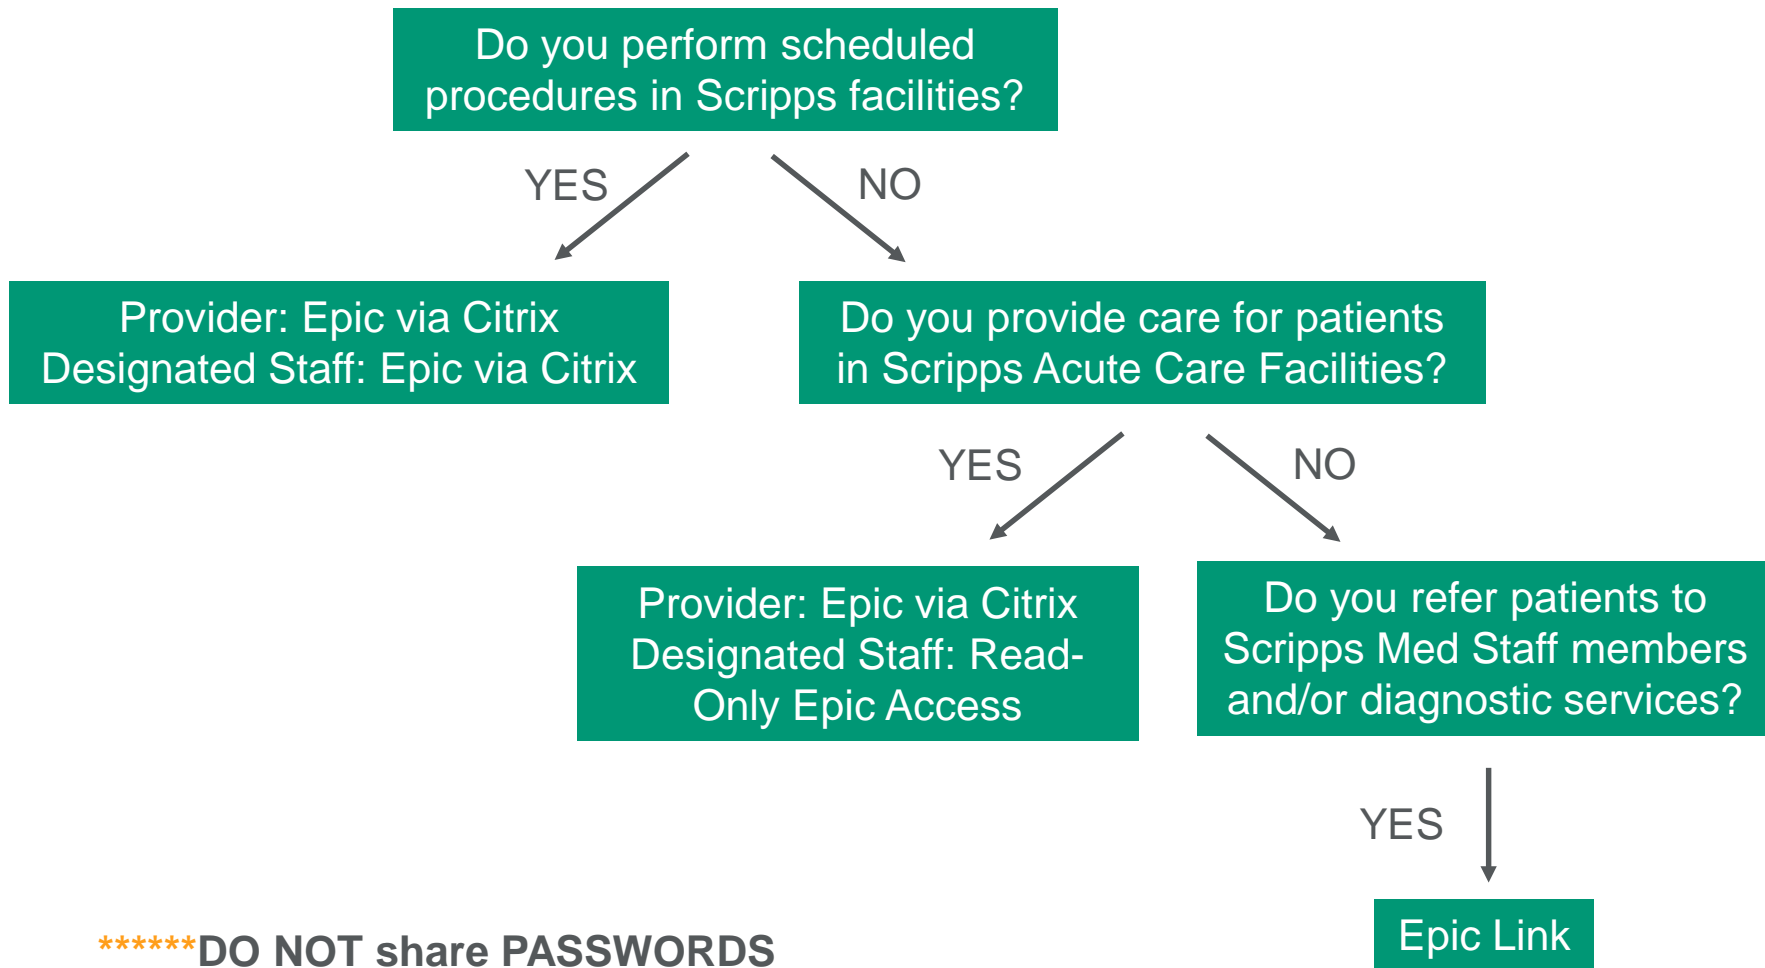 Do you perform scheduled
procedures in Scripps facilities?
YES
NO
Provider: Epic via Citrix
Designated Staff: Epic via Citrix
Do you provide care for patients
in Scripps Acute Care Facilities?
YES
NO
Provider: Epic via Citrix
Designated Staff: Read-
Only Epic Access
Do you refer patients to
Scripps Med Staff members
and/or diagnostic services?
YES
Epic Link
******DO NOT share PASSWORDS